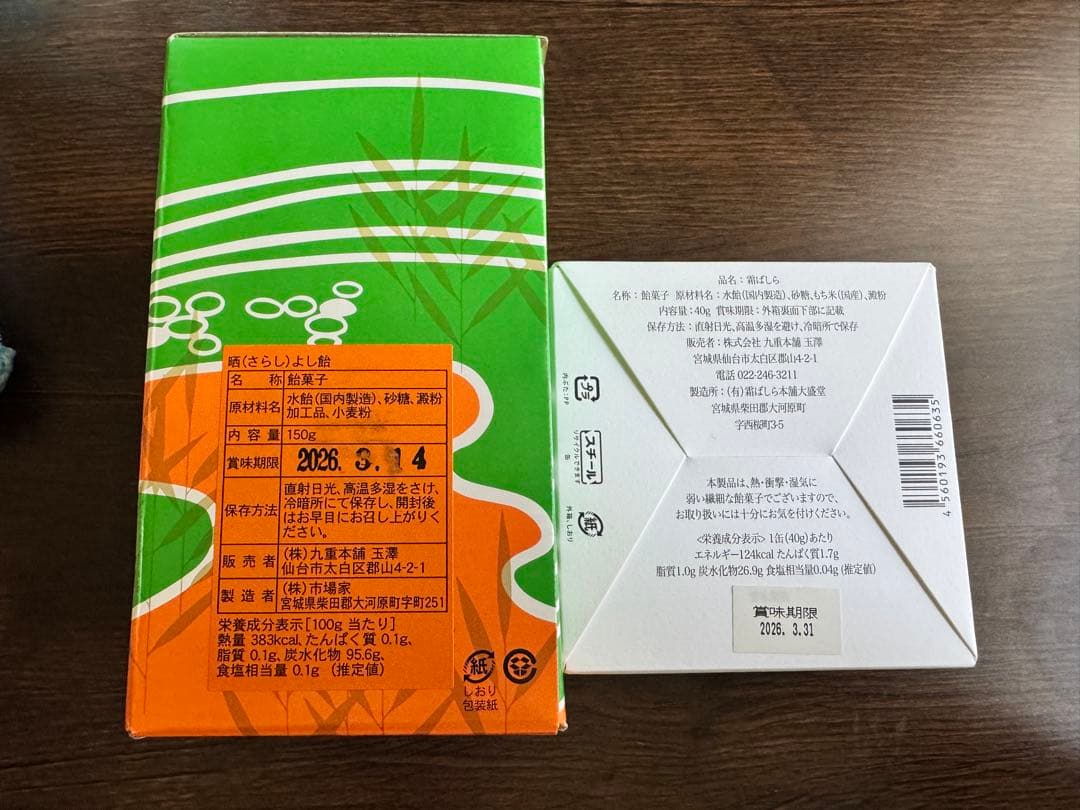 晒(さらし)よし飴
名 称 飴菓子
原材料名 水飴(国内製造)、砂糖、澱粉
加工品、小麦粉
内容量 150g
賞味期限 2026. 3. 14
保存方法 直射日光、高温多湿をさけ、
冷暗所にて保存し、開封後
はお早目にお召し上がりく
ださい。
販売者 (株)九重本舗 玉澤
仙台市太白区郡山4-2-1
製造者 (株)市場家
宮城県柴田郡大河原町字町251
栄養成分表示[100g 当たり]
熱量 383kcal、たんぱく質 0.1g、
脂質 0.1g、炭水化物 95.6g、
食塩相当量 0.1g (推定値)
紙
しおり
包装紙
品名:霜ばしら
名称:飴菓子 原材料名:水飴(国内製造)、砂糖、もち米(国産)、澱粉
内容量:40g 賞味期限:外箱裏面下部に記載
保存方法:直射日光、高温多湿を避け、冷暗所で保存
販売者:株式会社 九重本舗 玉澤
宮城県仙台市太白区郡山4-2-1
電話 022-246-3211
製造所:(有)霜ばしら本舗大盛堂
宮城県柴田郡大河原町
字西桜町3-5
プラ
内ぶた:PP
スチール
リサイクルできます
缶
紙
外箱、しおり
4560193660635
本製品は、熱・衝撃・湿気に
弱い繊細な飴菓子でございますので、
お取り扱いには十分にお気を付けください。
<栄養成分表示> 1缶(40g)あたり
エネルギー124kcal たんぱく質1.7g
脂質1.0g 炭水化物26.9g 食塩相当量0.04g (推定値)
賞味期限
2026. 3.31